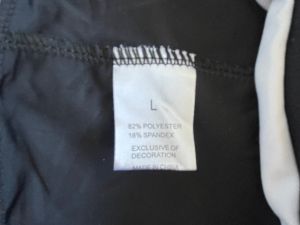 L
82% POLYESTER
18% SPANDEX
EXCLUSIVE OF
DECORATION
MADE IN CHINA